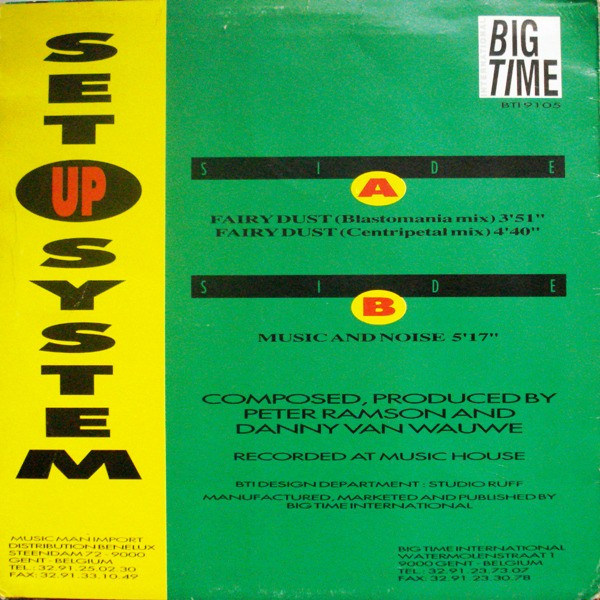 SET
UP
SYSTEM
INTERNATIONAL
BIG
TIME
BTI 9105
SIDE
A
FAIRY DUST (Blastomania mix) 3'51"
FAIRY DUST (Centripetal mix) 4'40"
SIDE
B
MUSIC AND NOISE 5'17"
COMPOSED, PRODUCED BY
PETER RAMSON AND
DANNY VAN WAUWE
RECORDED AT MUSIC HOUSE
BTI DESIGN DEPARTMENT : STUDIO RUFF
MANUFACTURED, MARKETED AND PUBLISHED BY
BIG TIME INTERNATIONAL
MUSIC MAN IMPORT
DISTRIBUTION BENELUX
STEENDAM 72 - 9000
GENT - BELGIUM
TEL.: 32.91.25.02.30
FAX: 32.91.33.10.49
BIG TIME INTERNATIONAL
WATERMOLENSTRAAT 1
9000 GENT - BELGIUM
TEL.: 32.91.23.73.07
FAX: 32.91 23.30.78